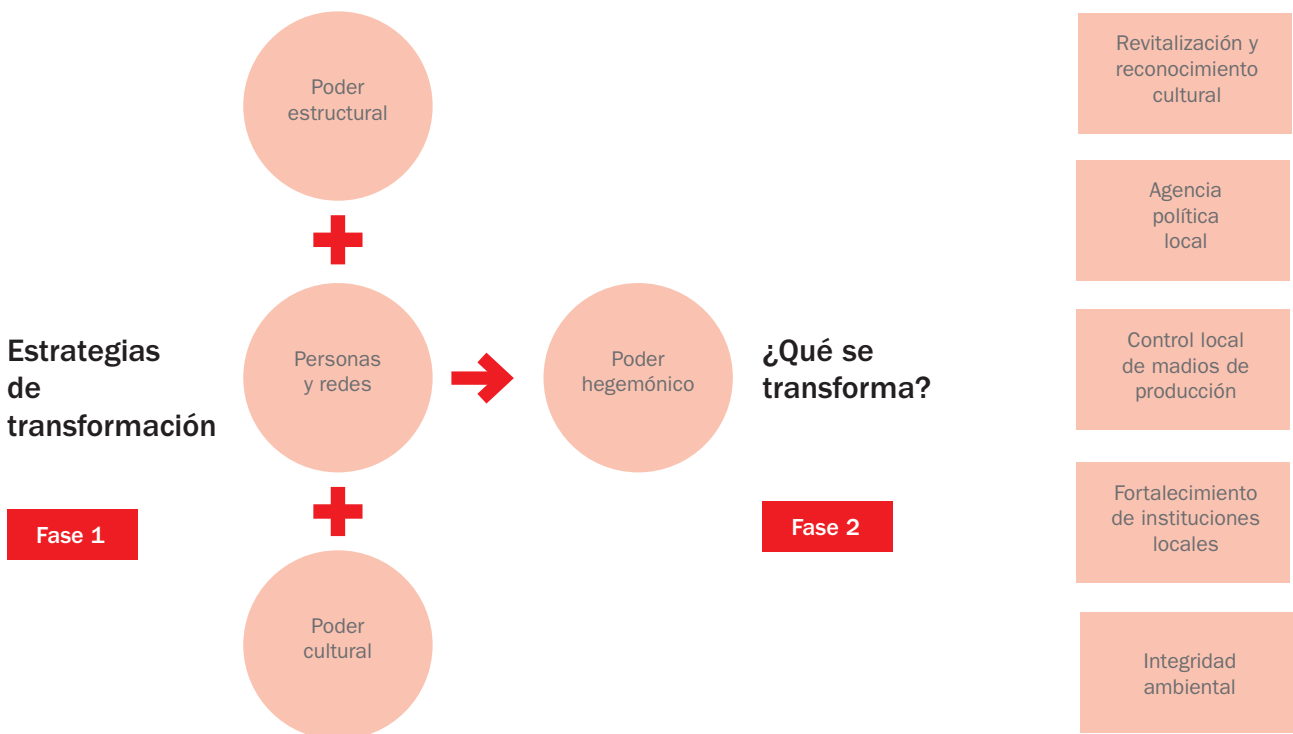 Estrategias
de
transformación
Fase 1
Poder
estructural
Personas
y redes
Poder
cultural
Poder
hegemónico
¿Qué se
transforma?
Fase 2
Revitalización y
reconocimiento
cultural
Agencia
política
local
Control local
de madios de
producción
Fortalecimiento
de instituciones
locales
Integridad
ambiental